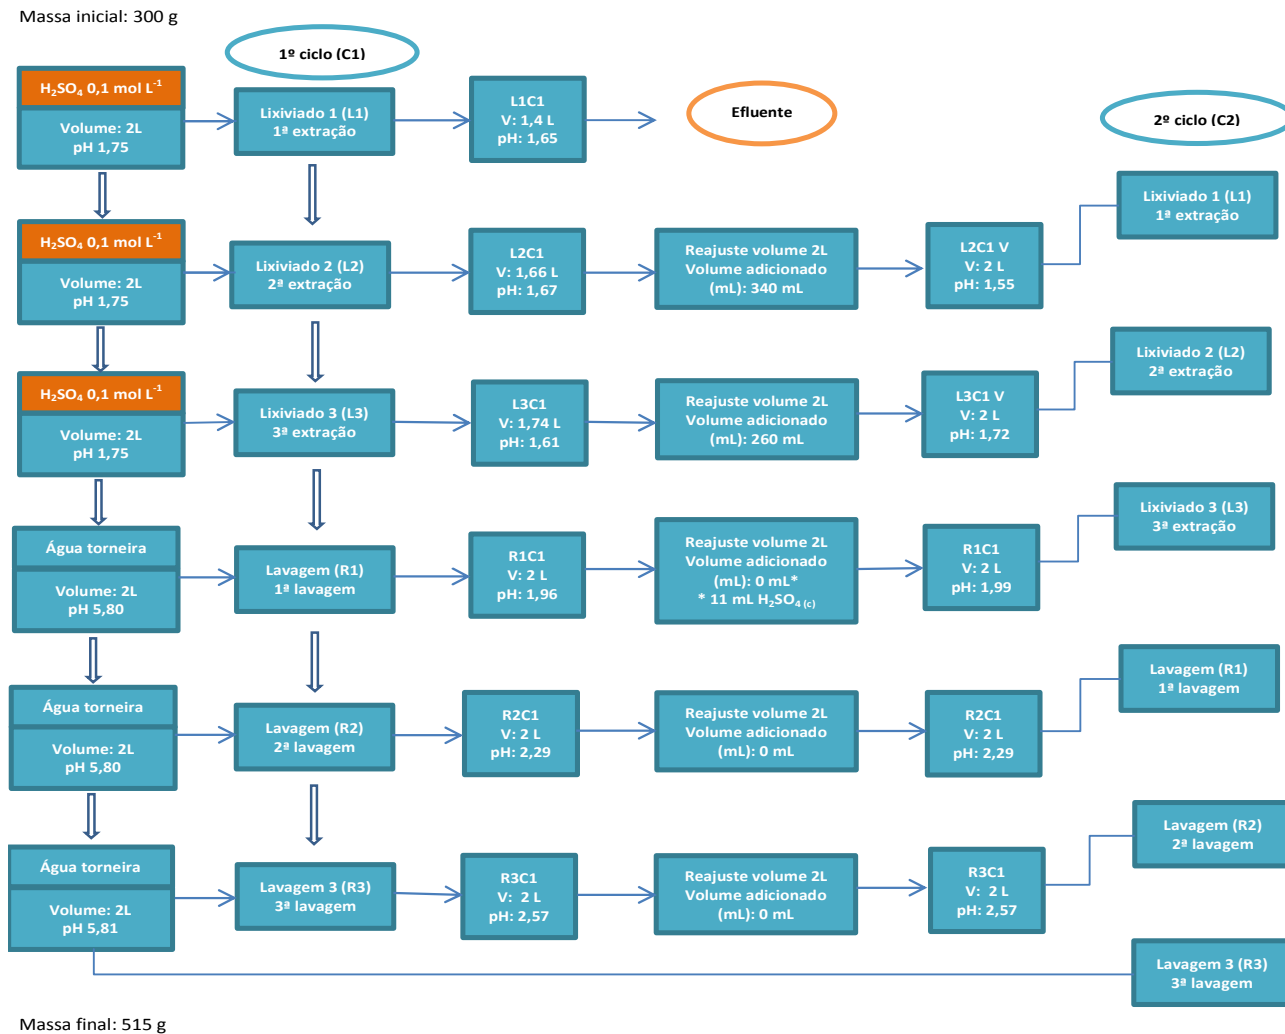 Massa inicial: 300 g
1º ciclo (C1)
H₂SO₄ 0,1 mol L⁻¹
Volume: 2L
pH 1,75
Lixiviado 1 (L1)
1ª extração
L1C1
V: 1,4 L
pH: 1,65
Efluente
2º ciclo (C2)
Lixiviado 1 (L1)
1ª extração
H₂SO₄ 0,1 mol L⁻¹
Volume: 2L
pH 1,75
Lixiviado 2 (L2)
2ª extração
L2C1
V: 1,66 L
pH: 1,67
Reajuste volume 2L
Volume adicionado
(mL): 340 mL
L2C1 V
V: 2 L
pH: 1,55
Lixiviado 2 (L2)
2ª extração
H₂SO₄ 0,1 mol L⁻¹
Volume: 2L
pH 1,75
Lixiviado 3 (L3)
3ª extração
L3C1
V: 1,74 L
pH: 1,61
Reajuste volume 2L
Volume adicionado
(mL): 260 mL
L3C1 V
V: 2 L
pH: 1,72
Lixiviado 3 (L3)
3ª extração
Água torneira
Volume: 2L
pH 5,80
Lavagem (R1)
1ª lavagem
R1C1
V: 2 L
pH: 1,96
Reajuste volume 2L
Volume adicionado
(mL): 0 mL*
* 11 mL H₂SO₄ (c)
R1C1
V: 2 L
pH: 1,99
Lavagem (R1)
1ª lavagem
Água torneira
Volume: 2L
pH 5,80
Lavagem (R2)
2ª lavagem
R2C1
V: 2 L
pH: 2,29
Reajuste volume 2L
Volume adicionado
(mL): 0 mL
R2C1
V: 2 L
pH: 2,29
Lavagem (R2)
2ª lavagem
Água torneira
Volume: 2L
pH 5,81
Lavagem 3 (R3)
3ª lavagem
R3C1
V: 2 L
pH: 2,57
Reajuste volume 2L
Volume adicionado
(mL): 0 mL
R3C1
V: 2 L
pH: 2,57
Lavagem 3 (R3)
3ª lavagem
Massa final: 515 g